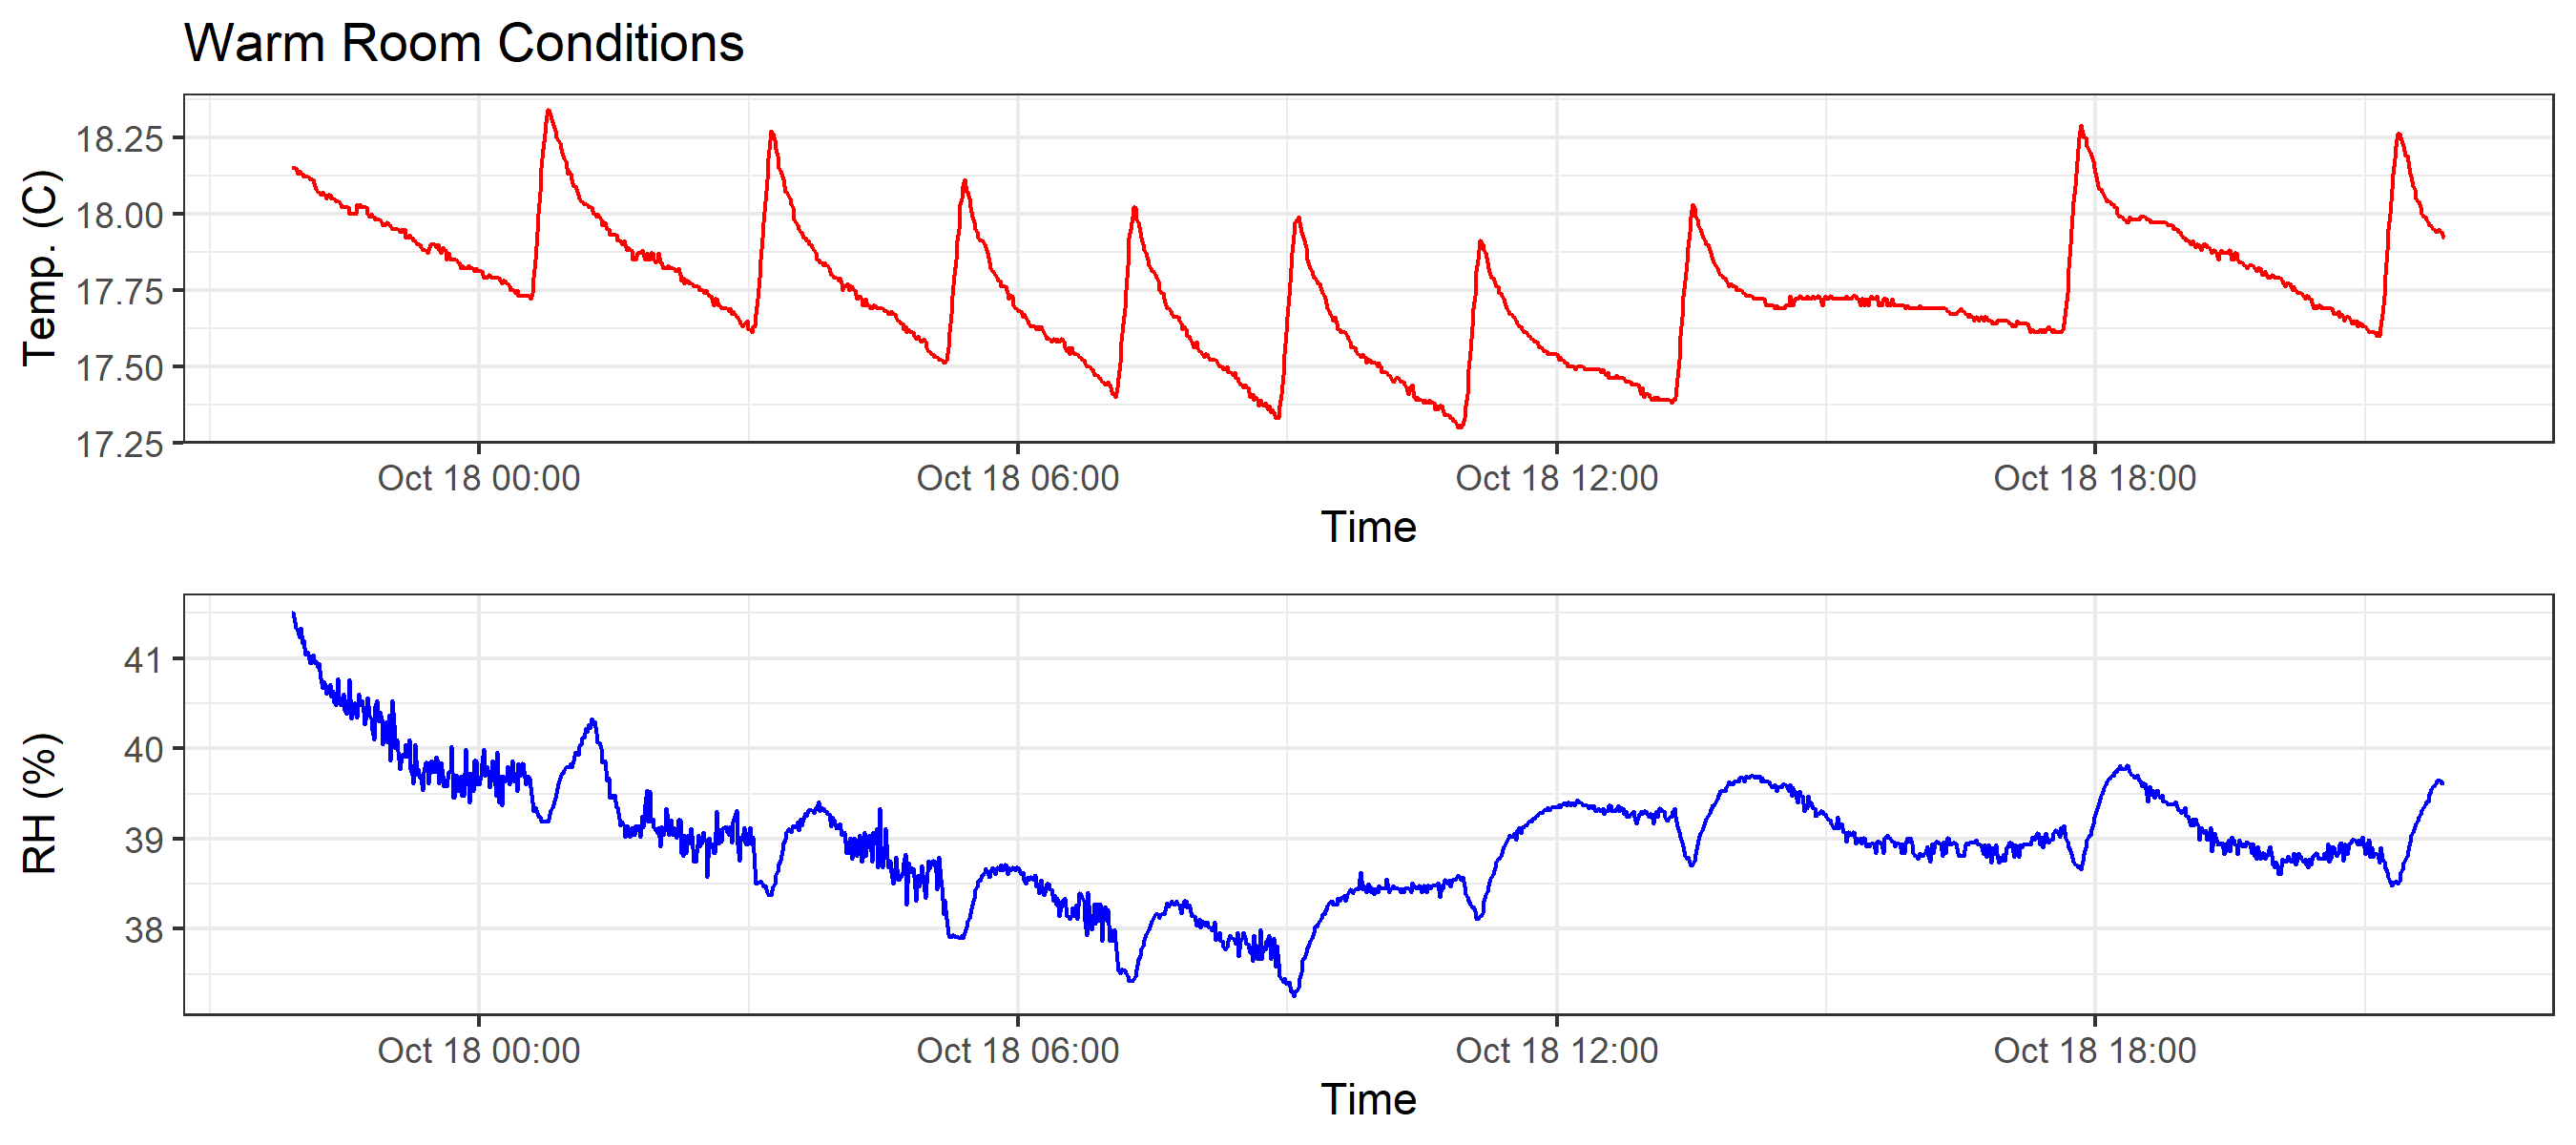 Warm Room Conditions
Temp. (C)
18.25
18.00
17.75
17.50
17.25
Oct 18 00:00 Oct 18 06:00 Oct 18 12:00 Oct 18 18:00
Time
RH (%)
41
40
39
38
Oct 18 00:00 Oct 18 06:00 Oct 18 12:00 Oct 18 18:00
Time